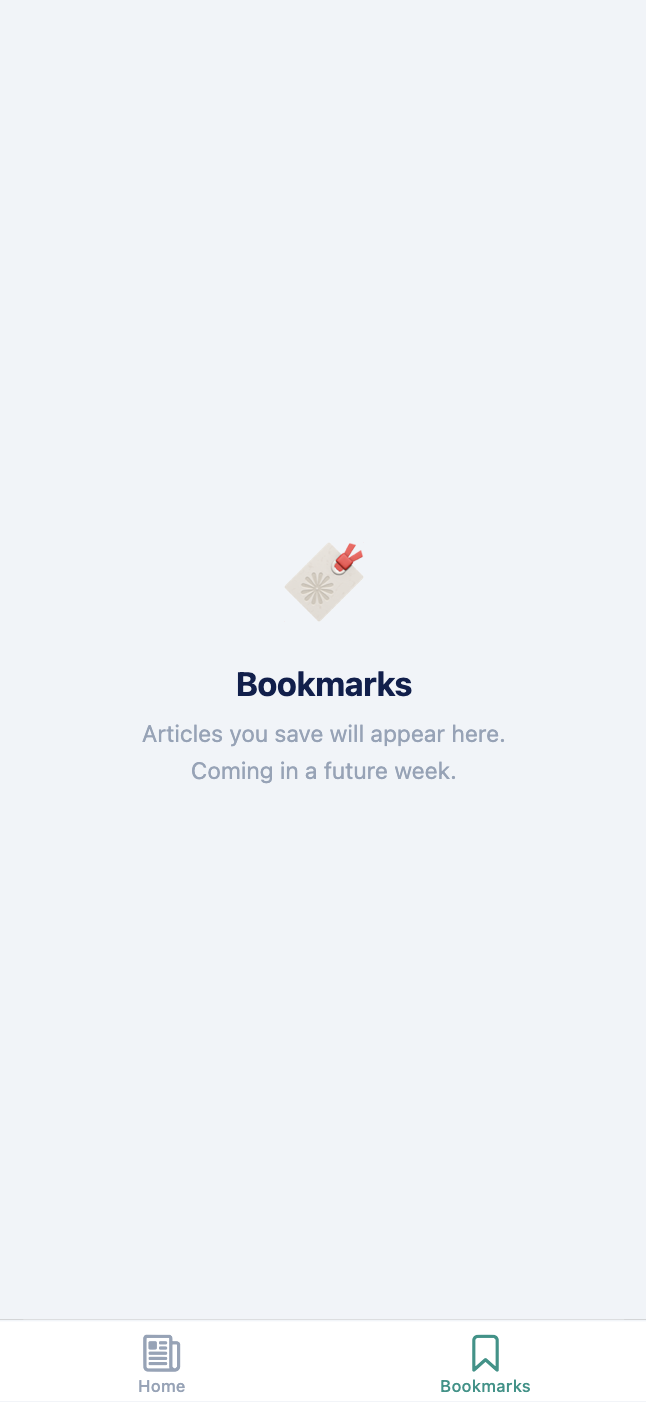 Bookmarks
Articles you save will appear here.
Coming in a future week.
Home
Bookmarks